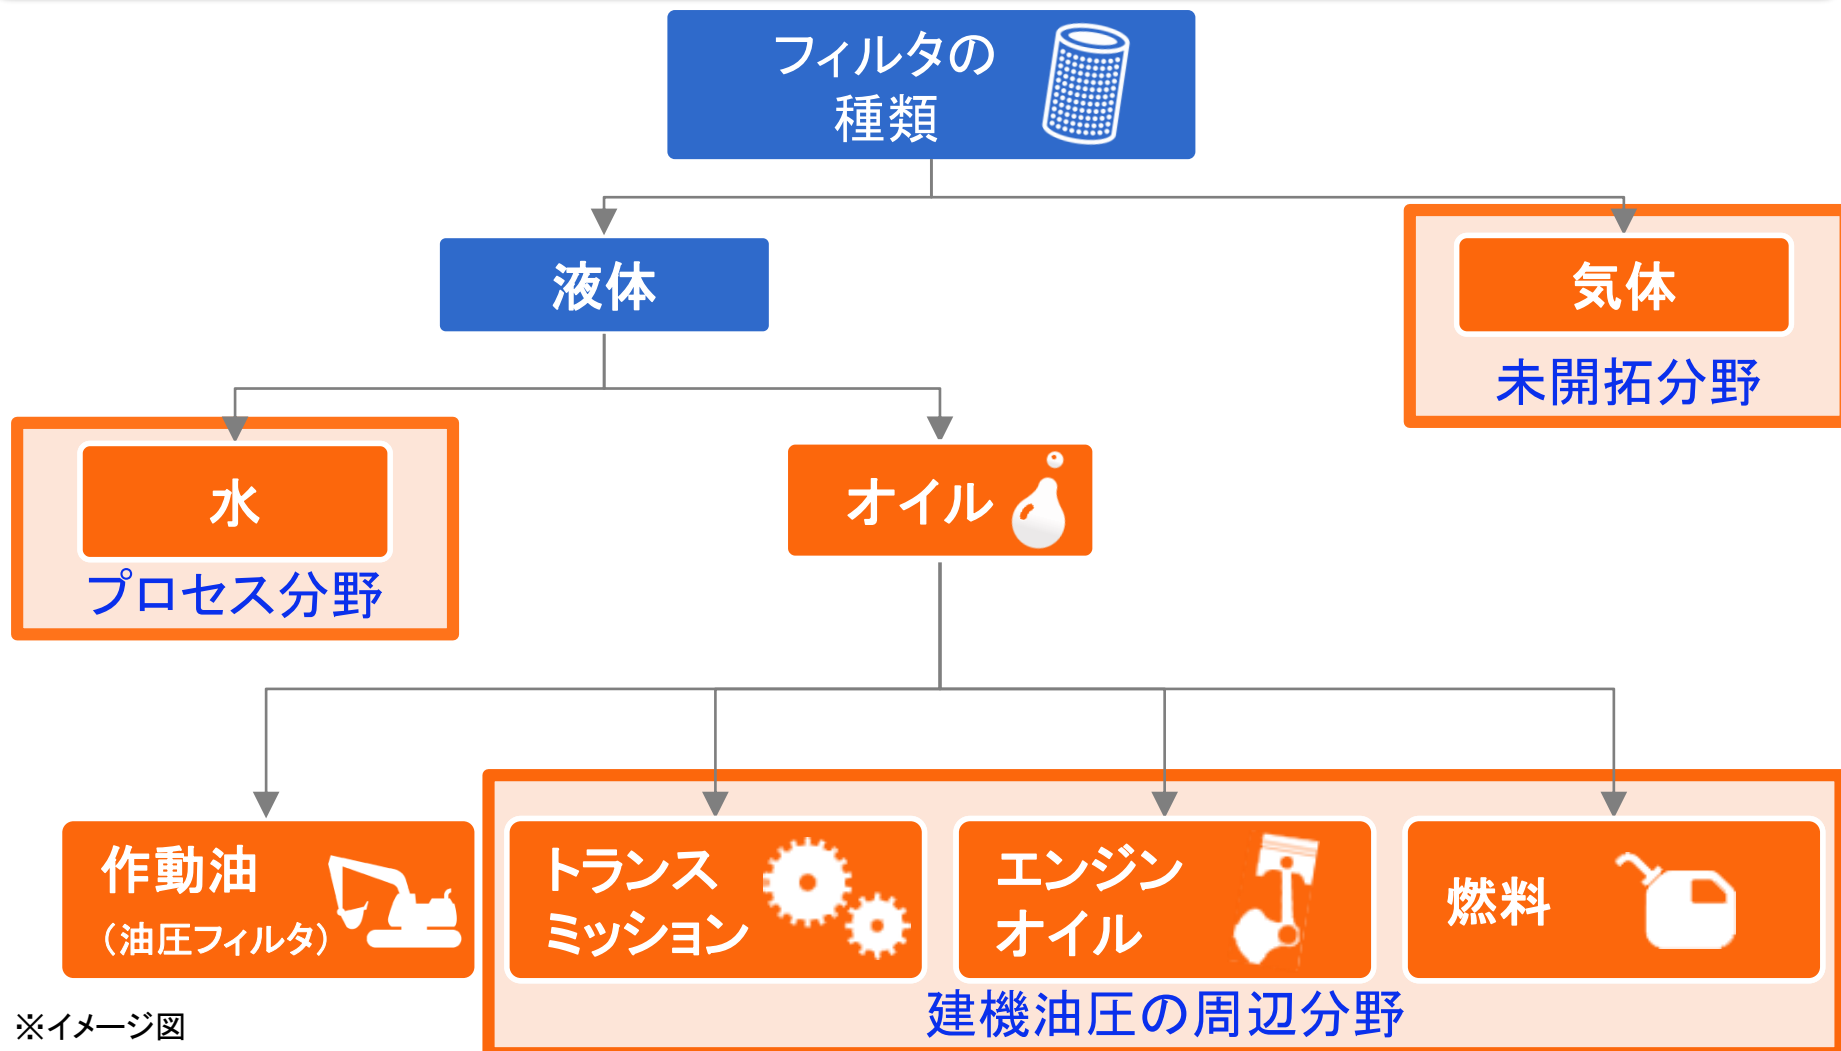 フィルタの
種類
液体
気体
未開拓分野
水
プロセス分野
オイル
作動油
（油圧フィルタ）
トランス
ミッション
エンジン
オイル
燃料
建機油圧の周辺分野
※イメージ図